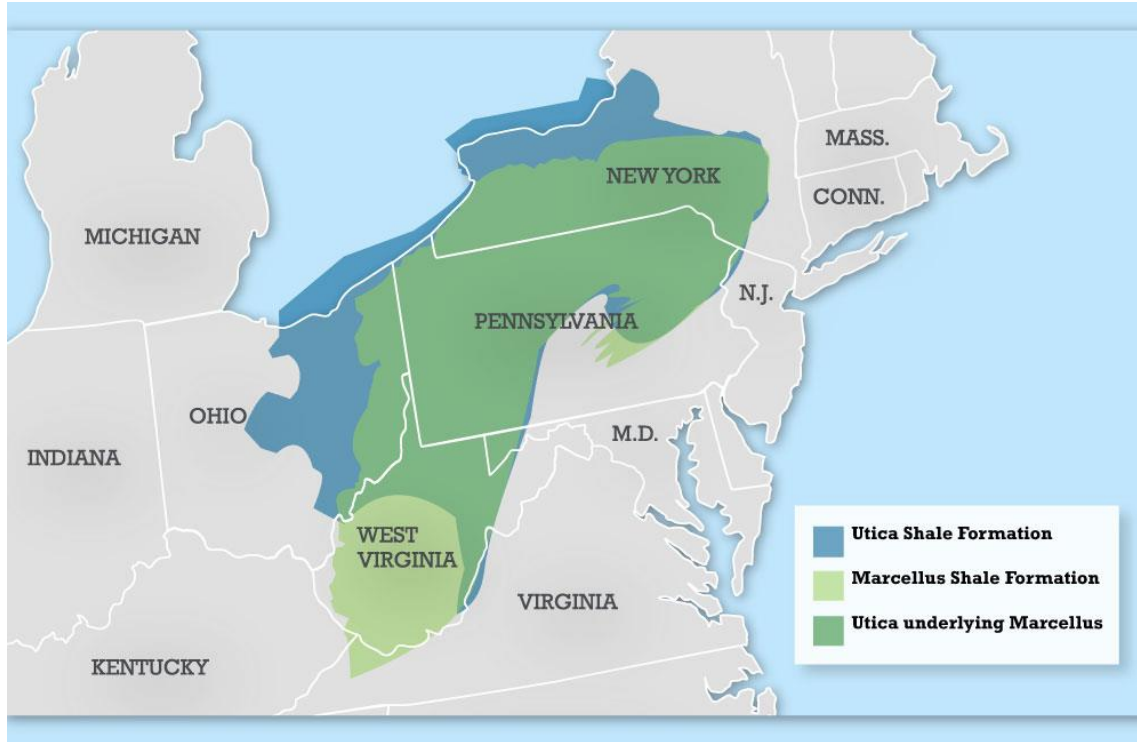 MASS.
NEW YORK
CONN.
MICHIGAN
N.J.
PENNSYLVANIA
OHIO
M.D.
INDIANA
WEST
VIRGINIA
VIRGINIA
KENTUCKY
Utica Shale Formation
Marcellus Shale Formation
Utica underlying Marcellus